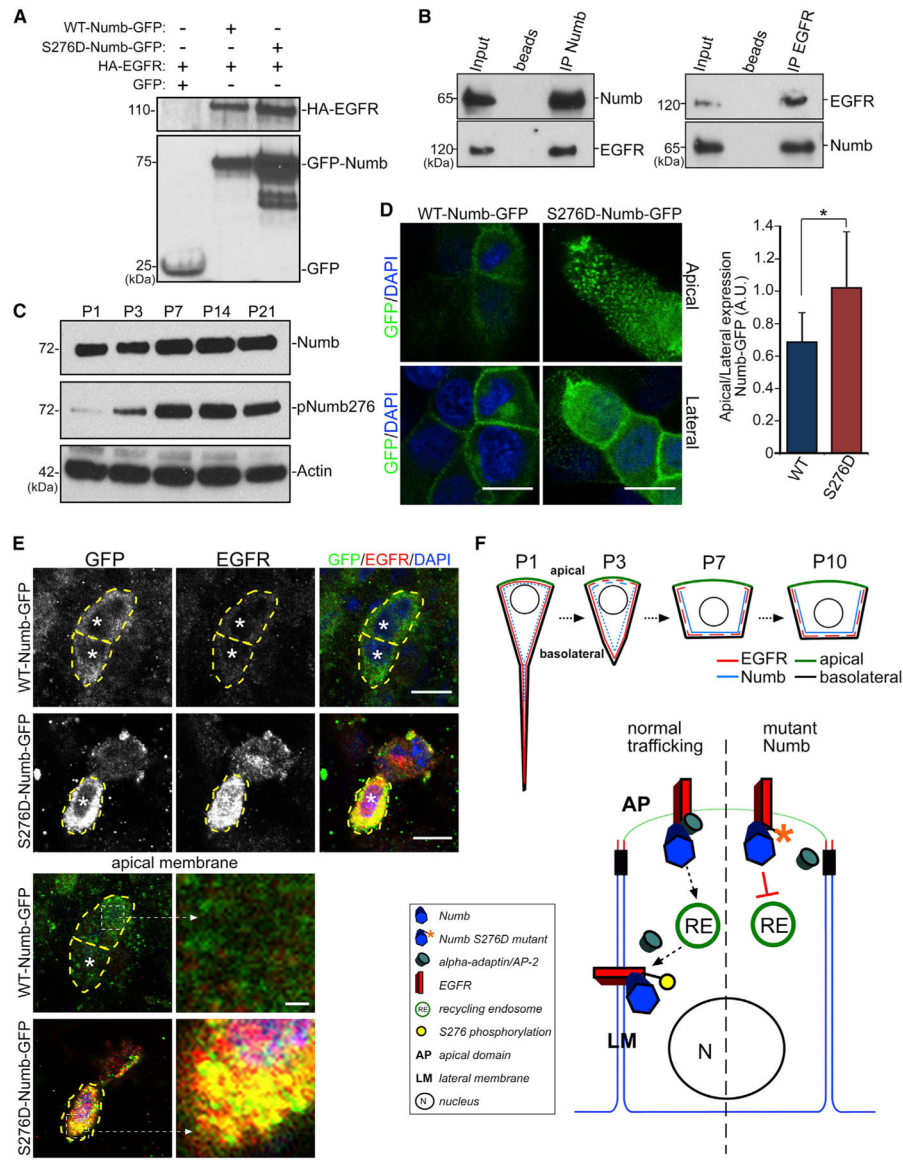 A
WT-Numb-GFP: - + -
S276D-Numb-GFP: - - +
HA-EGFR: + + +
GFP: + - -
110- -HA-EGFR
75- -GFP-Numb
25- -GFP
(kDa)
B
Input beads IP Numb
65- -Numb
120- -EGFR
(kDa)
Input beads IP EGFR
120- -EGFR
65- -Numb
(kDa)
C
P1 P3 P7 P14 P21
72- -Numb
72- -pNumb276
42- -Actin
(kDa)
D
WT-Numb-GFP S276D-Numb-GFP
GFP/DAPI Apical
GFP/DAPI Lateral
Apical/Lateral expression
Numb-GFP (A.U.)
1.4
1.2
1.0
0.8
0.6
0.4
0.2
0
*
WT S276D
E
GFP EGFR GFP/EGFR/DAPI
WT-Numb-GFP
* * *
* * *
S276D-Numb-GFP
* * *
apical membrane
WT-Numb-GFP
*
S276D-Numb-GFP
F
P1 P3 P7 P10
apical
basolateral
EGFR apical
Numb basolateral
normal mutant
trafficking Numb
AP
*
RE RE
LM
N
Numb
* Numb S276D mutant
alpha-adaptin/AP-2
EGFR
RE recycling endosome
S276 phosphorylation
AP apical domain
LM lateral membrane
N nucleus